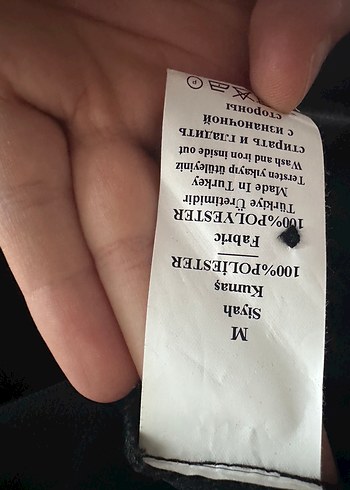 M
Siyah
Kumaş
100%POLİESTER
Fabric
100%POLYESTER
Türkiye Üretimidir
Made In Turkey
Tersten yıkayıp ütüleyiniz
Wash and iron inside out
СТИРАТЬ И ГЛАДИТЬ
С ИЗНАНОЧНОЙ
СТОРОНЫ
P